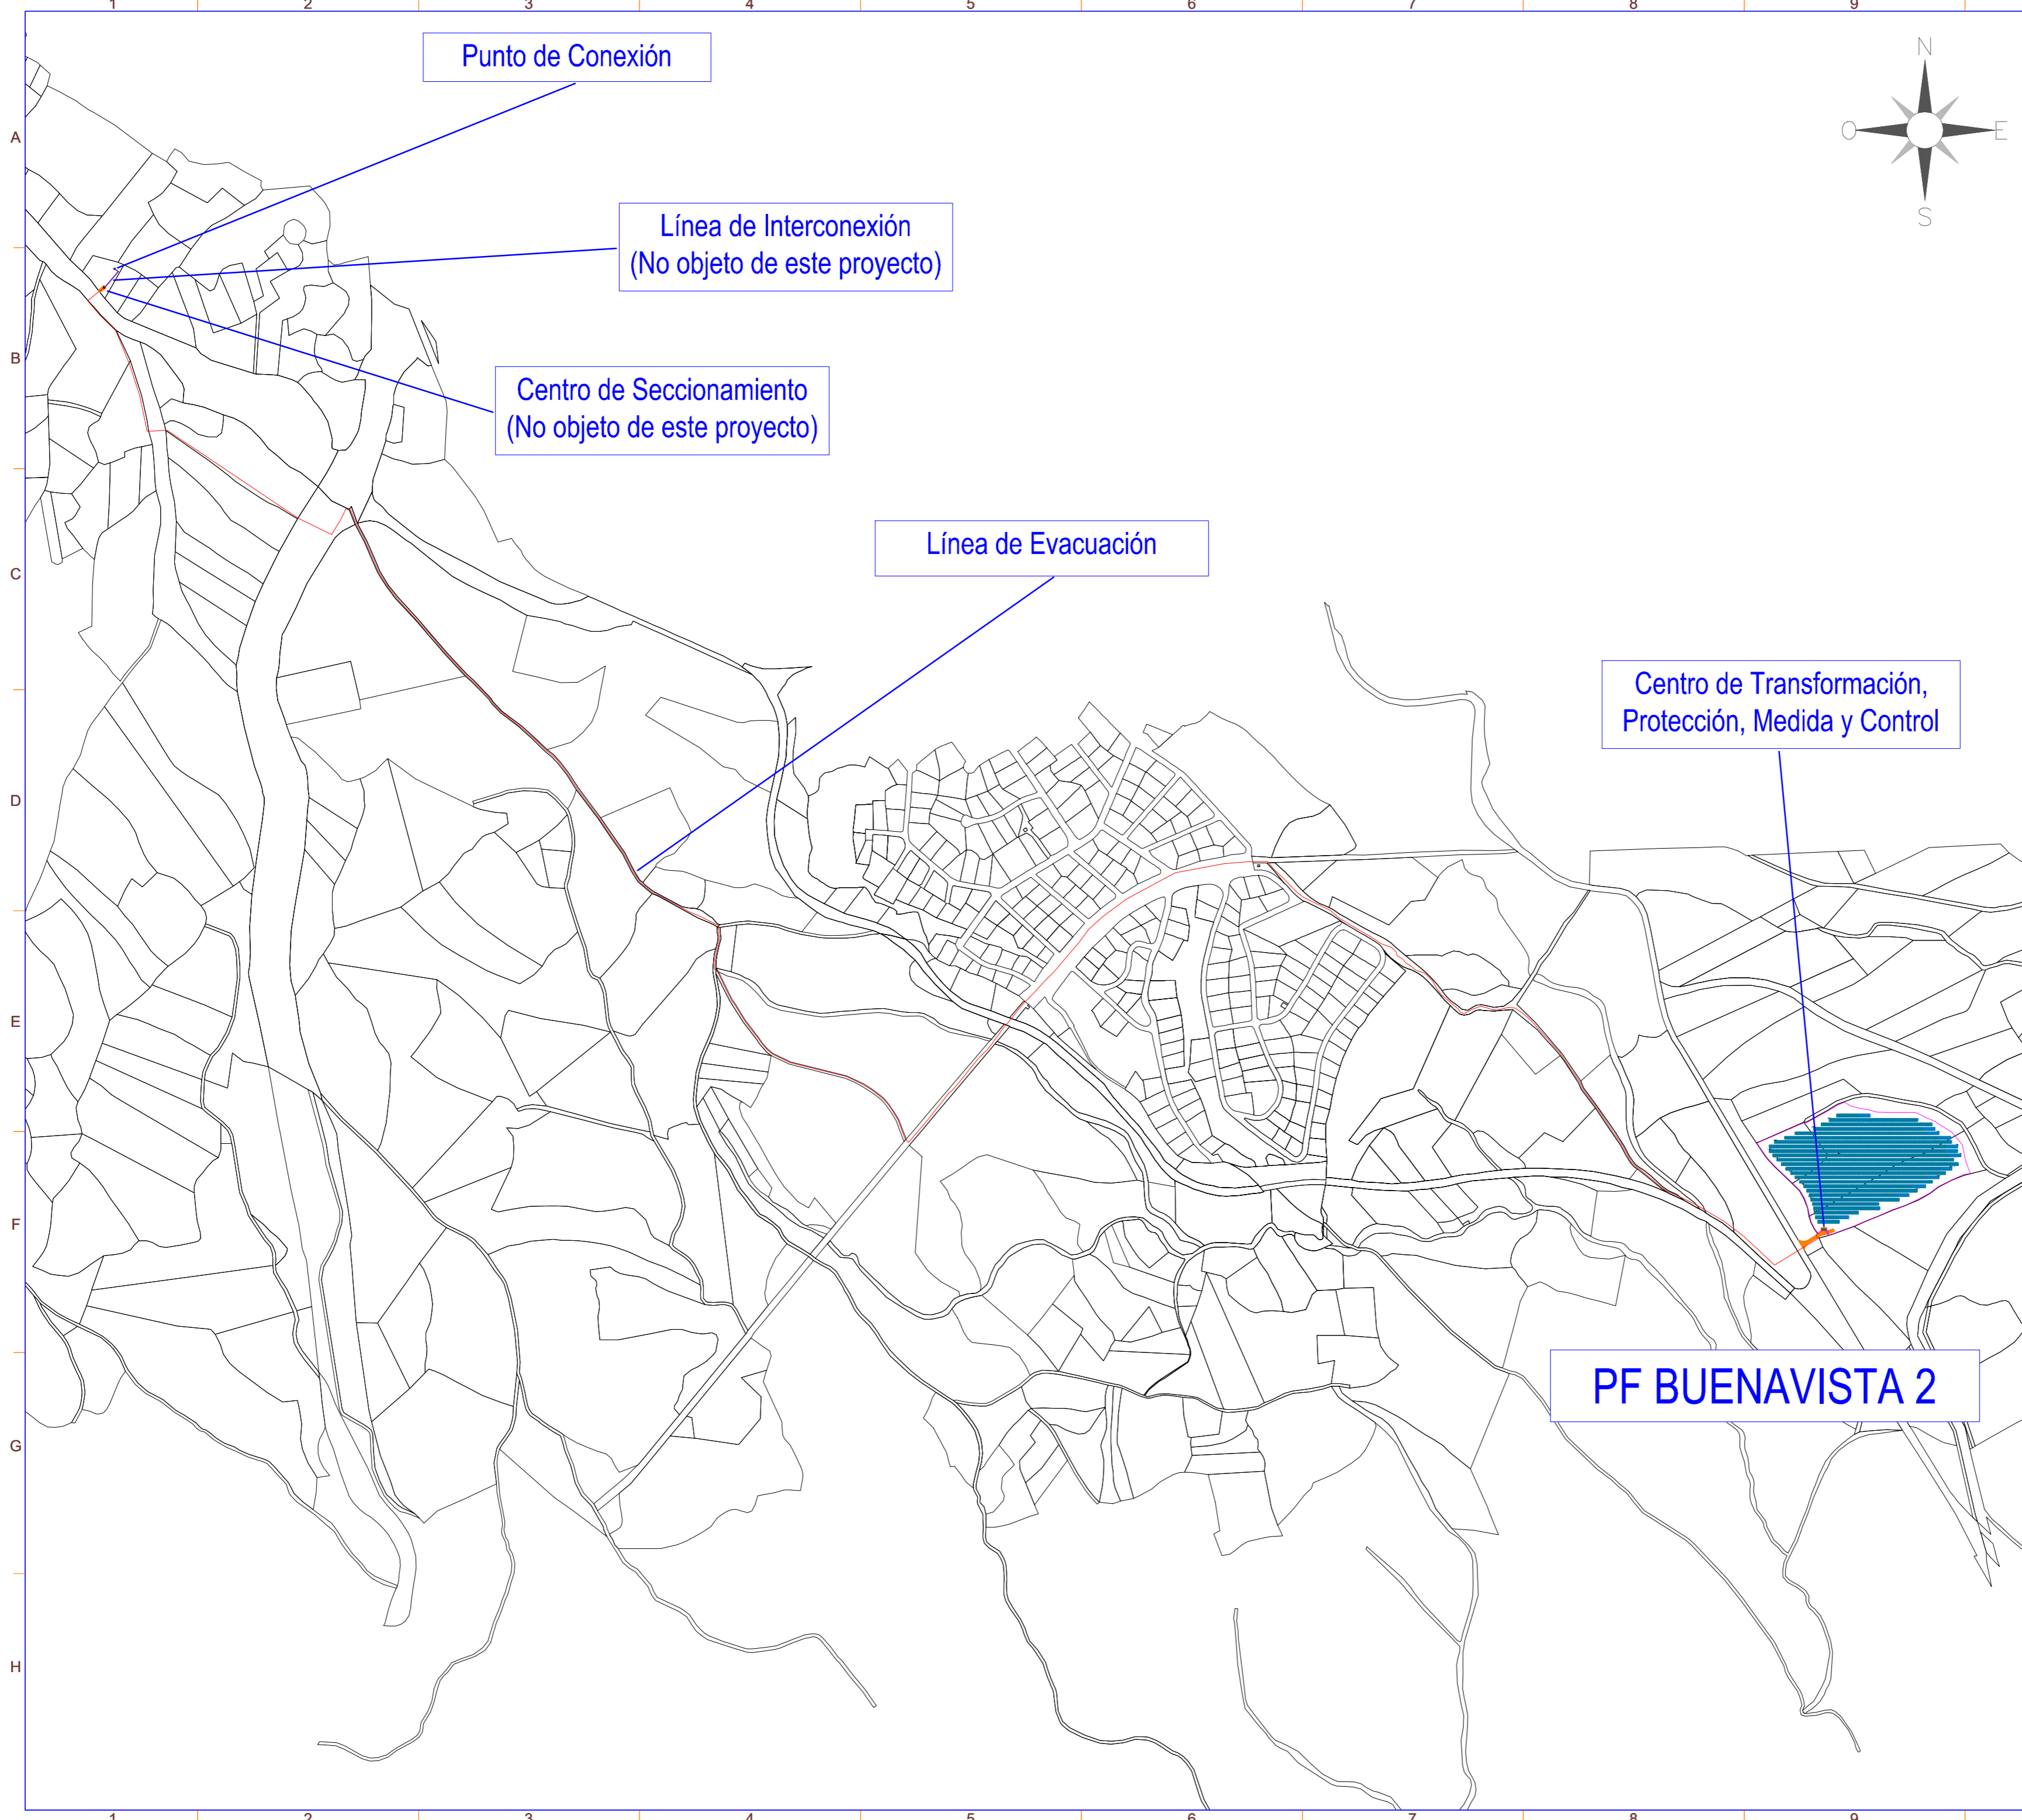 1 2 3 4 5 6 7 8 9
Punto de Conexión
N
A
O E
S
Línea de Interconexión
(No objeto de este proyecto)
B
Centro de Seccionamiento
(No objeto de este proyecto)
Línea de Evacuación
C
Centro de Transformación,
Protección, Medida y Control
D
E
F
PF BUENAVISTA 2
G
H
1 2 3 4 5 6 7 8 9